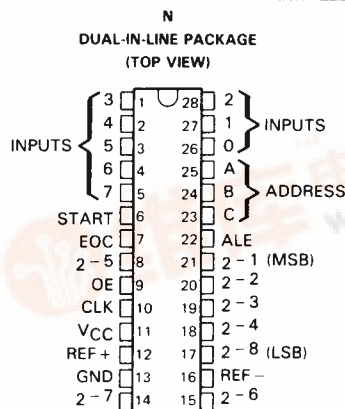 N
DUAL-IN-LINE PACKAGE
(TOP VIEW)
3 1 28 2
4 2 27 1
5 3 26 0
INPUTS INPUTS
6 4 25 A
7 5 24 B
ADDRESS
START 6 23 C
EOC 7 22 ALE
2-5 8 21 2-1 (MSB)
OE 9 20 2-2
CLK 10 19 2-3
VCC 11 18 2-4
REF+ 12 17 2-8 (LSB)
GND 13 16 REF-
2-7 14 15 2-6